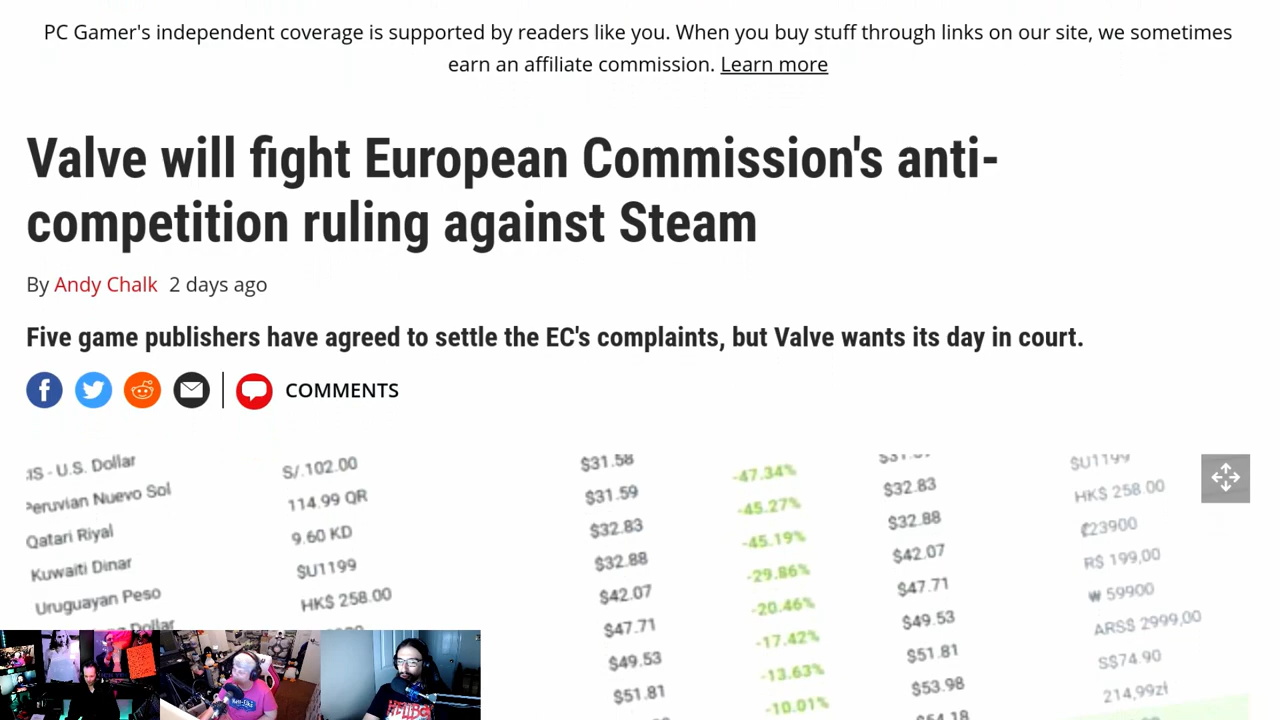 PC Gamer's independent coverage is supported by readers like you. When you buy stuff through links on our site, we sometimes
earn an affiliate commission. Learn more
Valve will fight European Commission's anti-
competition ruling against Steam
By Andy Chalk 2 days ago
Five game publishers have agreed to settle the EC's complaints, but Valve wants its day in court.
COMMENTS
- U.S. Dollar S/.102.00 $31.58 -47.34% $U1199
Peruvian Nuevo Sol 114.99 QR $31.59 -45.27% $32.83 HK$ 258.00
Qatari Riyal 9.60 KD $32.83 -45.19% $32.88 ₡23900
Kuwaiti Dinar $U1199 $32.88 -29.86% $42.07 R$ 199,00
Uruguayan Peso HK$ 258.00 $42.07 -20.46% $47.71 ₩ 59900
Dollar $47.71 -17.42% $49.53 ARS$ 2999,00
$49.53 -13.63% $51.81 S$74.90
$51.81 -10.01% $53.98 214,99zł
$54.18
HELLBOY